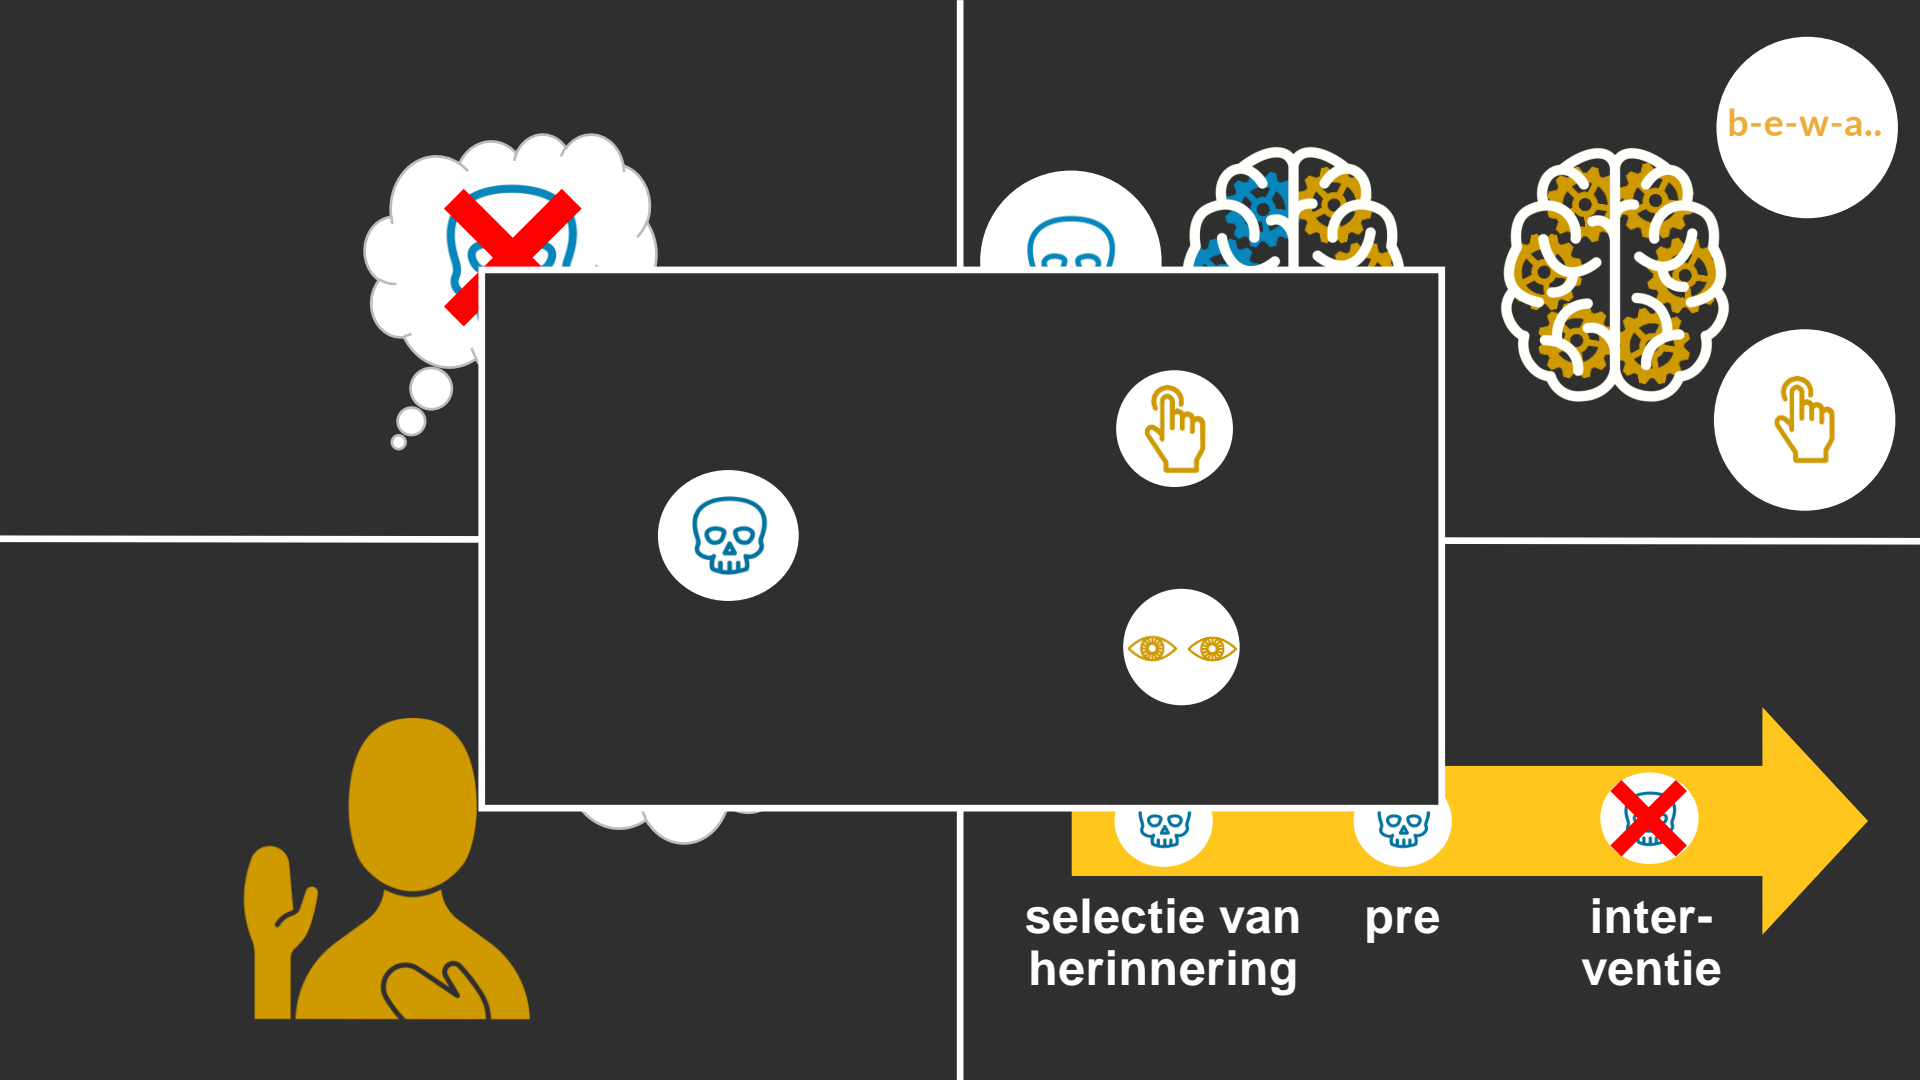 b-e-w-a..
selectie van
herinnering
pre
inter-
ventie